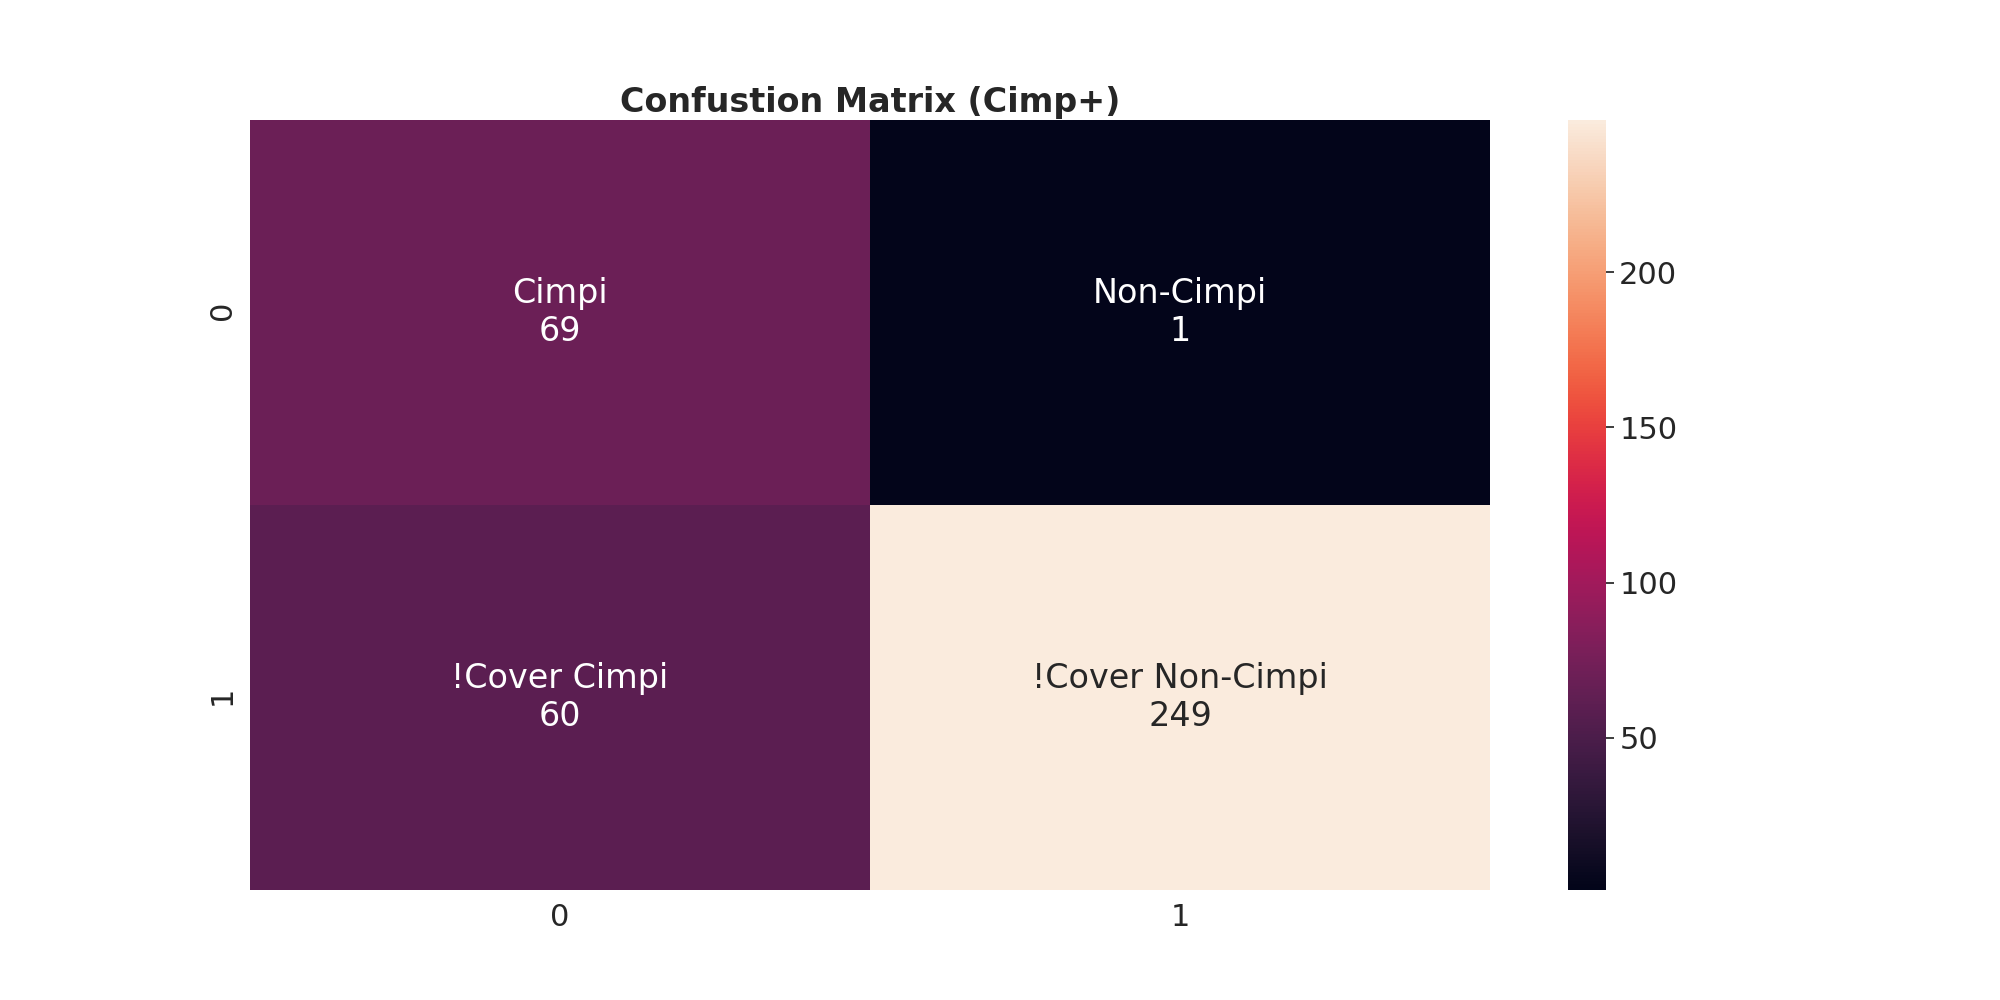 Confustion Matrix (Cimp+)
0
Cimpi
69
Non-Cimpi
1
1
!Cover Cimpi
60
!Cover Non-Cimpi
249
0
1
200
150
100
50